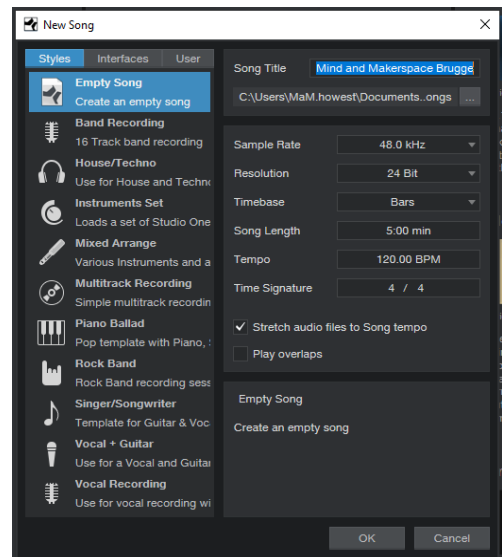 New Song
Styles Interfaces User
Empty Song
Create an empty song
Band Recording
16 Track band recording
House/Techno
Use for House and Techno
Instruments Set
Loads a set of Studio One
Mixed Arrange
Various Instruments and a
Multitrack Recording
Simple multitrack recordin
Piano Ballad
Pop template with Piano,
Rock Band
Rock Band recording sess
Singer/Songwriter
Template for Guitar & Voc
Vocal + Guitar
Use for a Vocal and Guitar
Vocal Recording
Use for vocal recording wi
Song Title Mind and Makerspace Brugge
C:\Users\MaM.howest\Documents..ongs ...
Sample Rate 48.0 kHz
Resolution 24 Bit
Timebase Bars
Song Length 5:00 min
Tempo 120.00 BPM
Time Signature 4 / 4
Stretch audio files to Song tempo
Play overlaps
Empty Song
Create an empty song
OK Cancel